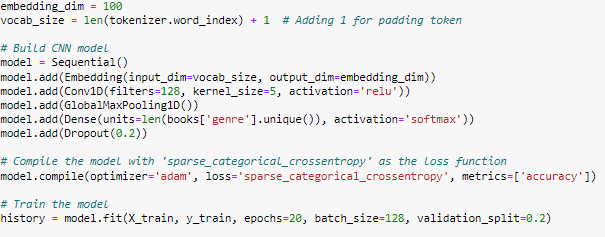 embedding_dim = 100
vocab_size = len(tokenizer.word_index) + 1  # Adding 1 for padding token

# Build CNN model
model = Sequential()
model.add(Embedding(input_dim=vocab_size, output_dim=embedding_dim))
model.add(Conv1D(filters=128, kernel_size=5, activation='relu'))
model.add(GlobalMaxPooling1D())
model.add(Dense(units=len(books['genre'].unique()), activation='softmax'))
model.add(Dropout(0.2))

# Compile the model with 'sparse_categorical_crossentropy' as the loss function
model.compile(optimizer='adam', loss='sparse_categorical_crossentropy', metrics=['accuracy'])

# Train the model
history = model.fit(X_train, y_train, epochs=20, batch_size=128, validation_split=0.2)